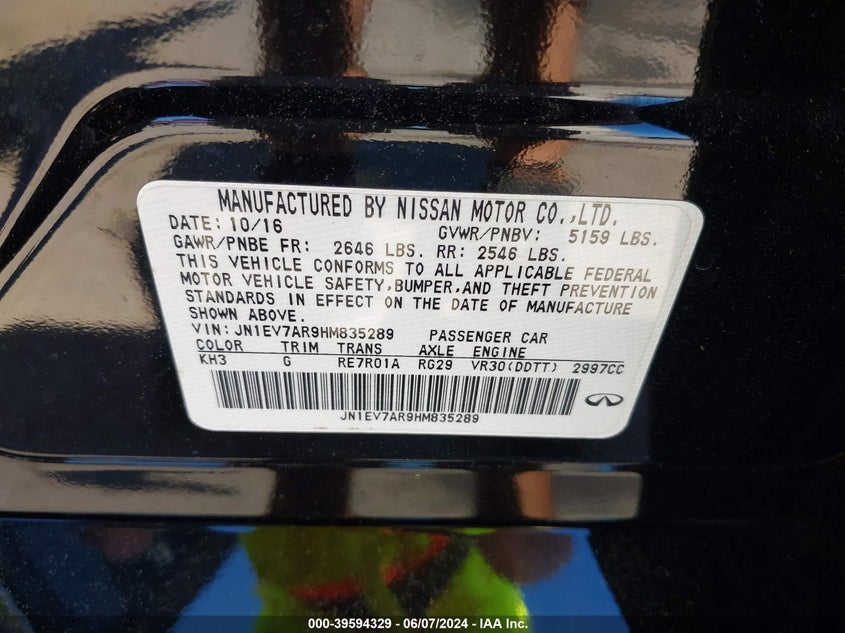 MANUFACTURED BY NISSAN MOTOR CO.,LTD.
DATE: 10/16 GVWR/PNBV: 5159 LBS.
GAWR/PNBE FR: 2646 LBS. RR: 2546 LBS.
THIS VEHICLE CONFORMS TO ALL APPLICABLE FEDERAL
MOTOR VEHICLE SAFETY,BUMPER,AND THEFT PREVENTION
STANDARDS IN EFFECT ON THE DATE OF MANUFACTURE
SHOWN ABOVE.
VIN: JN1EV7AR9HM835289 PASSENGER CAR
COLOR TRIM TRANS AXLE ENGINE
KH3 G RE7R01A RG29 VR30(DDTT) 2997CC
JN1EV7AR9HM835289
000-39594329 - 06/07/2024 - IAA Inc.